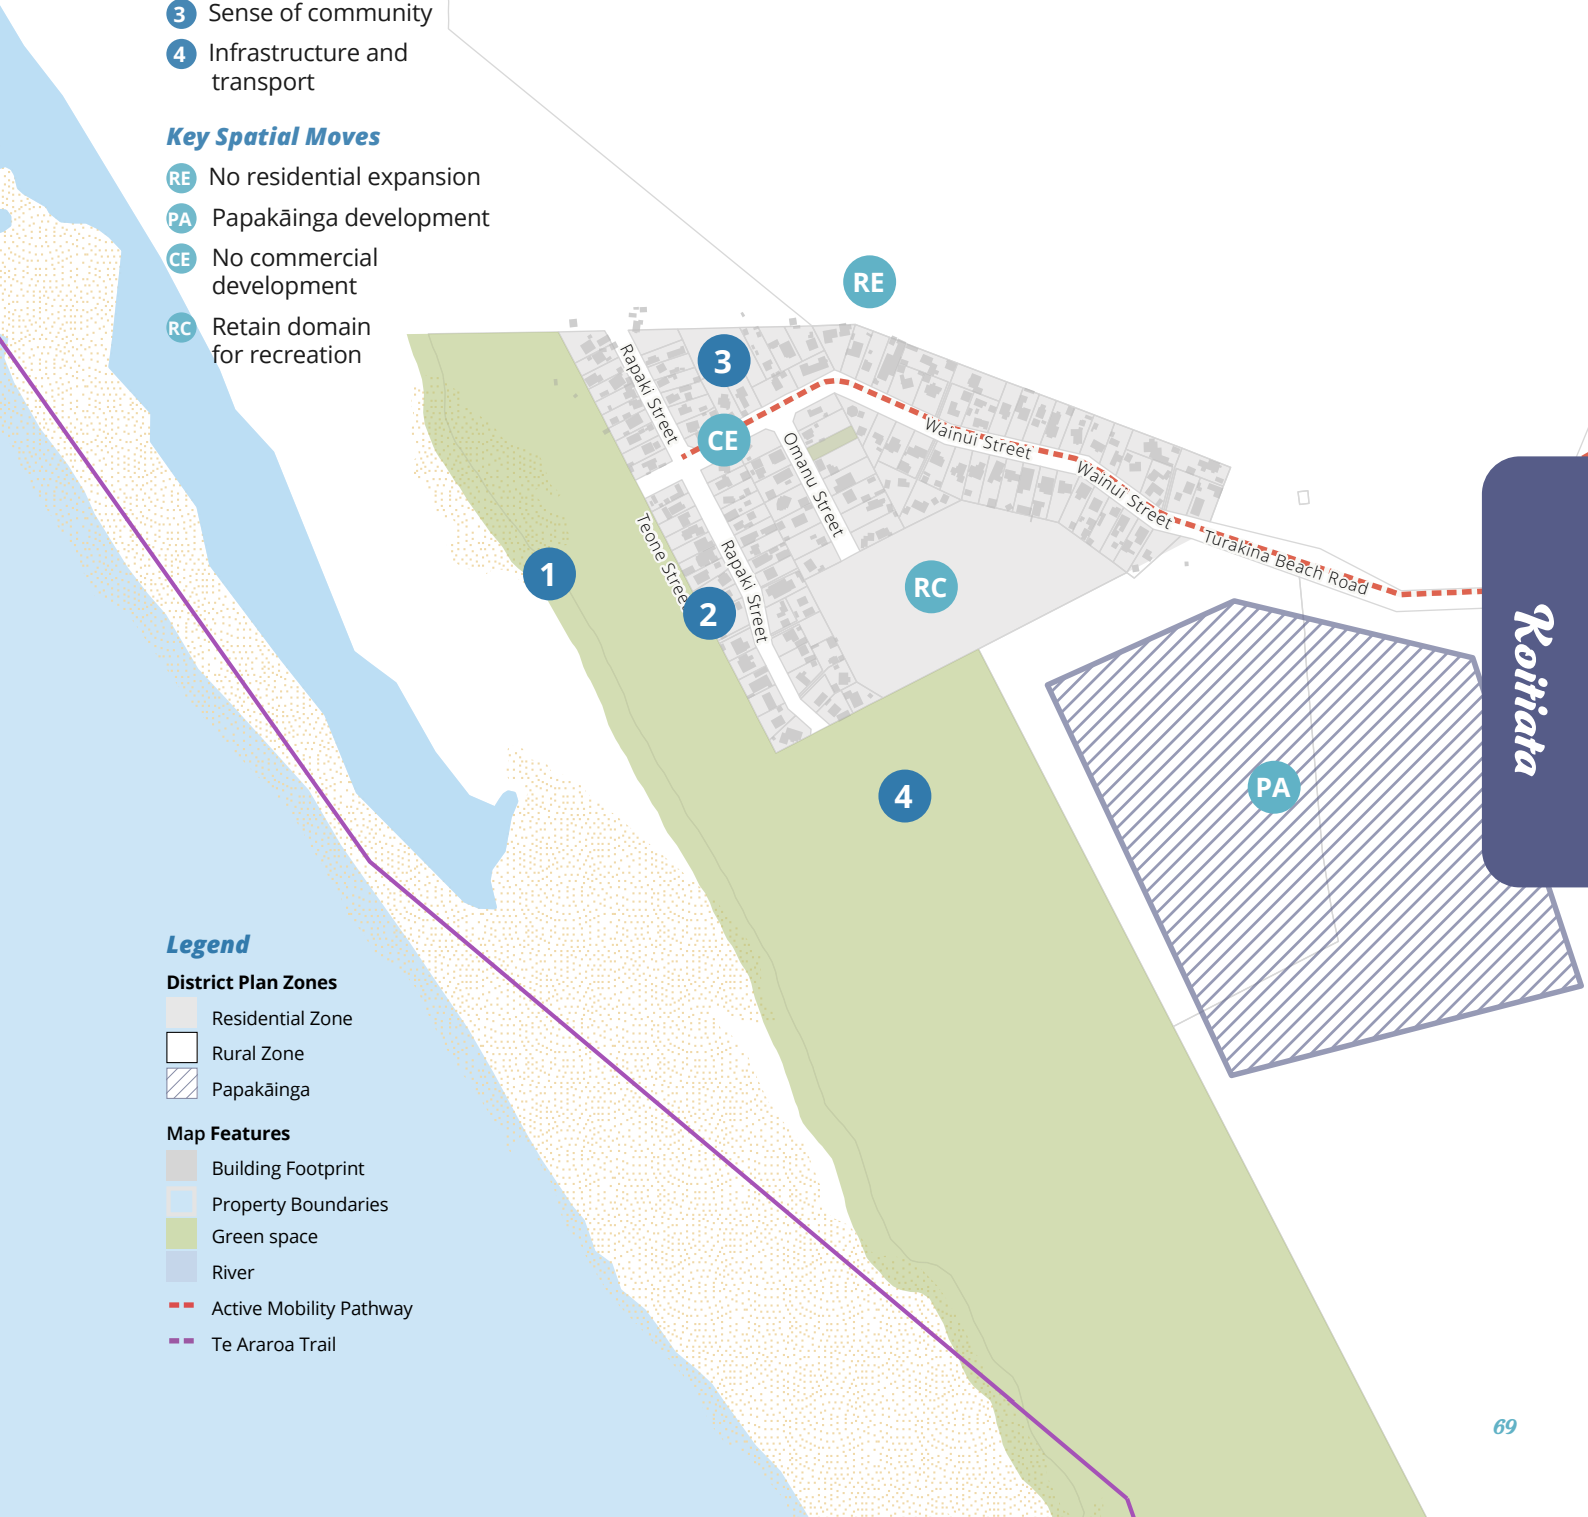 3 Sense of community
4 Infrastructure and
transport
Key Spatial Moves
RE No residential expansion
PA Papakāinga development
CE No commercial
development
RC Retain domain
for recreation
RE
3
Rapaki Street
CE
Omanu Street
Wainui Street
Wainui Street
Turakina Beach Road
1
Teone Stree
2
Rapaki Street
RC
4
PA
Koitiata
Legend
District Plan Zones
Residential Zone
Rural Zone
Papakāinga
Map Features
Building Footprint
Property Boundaries
Green space
River
Active Mobility Pathway
Te Araroa Trail
69